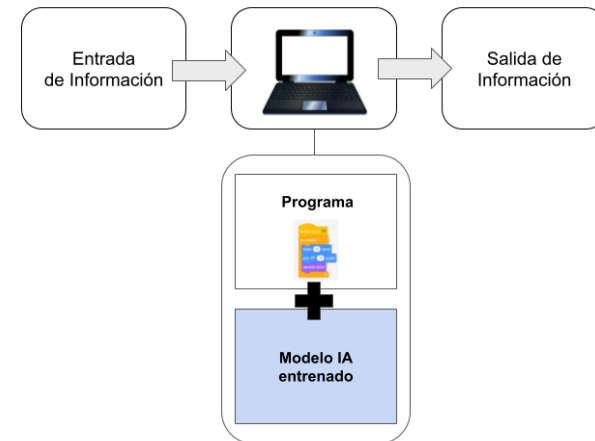 Entrada
de Información
Salida de
Información
Programa
Modelo IA
entrenado